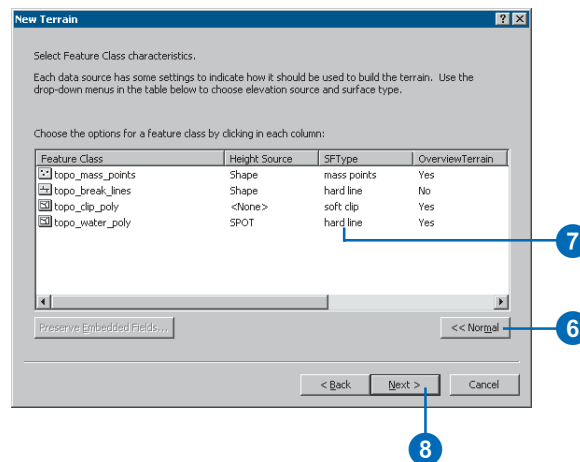 New Terrain
Select Feature Class characteristics.
Each data source has some settings to indicate how it should be used to build the terrain. Use the
drop-down menus in the table below to choose elevation source and surface type.
Choose the options for a feature class by clicking in each column:
Feature Class Height Source SFType OverviewTerrain
topo_mass_points Shape mass points Yes
topo_break_lines Shape hard line No
topo_clip_poly <None> soft clip Yes
topo_water_poly SPOT hard line Yes
7
Preserve Embedded Fields... << Normal 6
< Back Next > Cancel
8